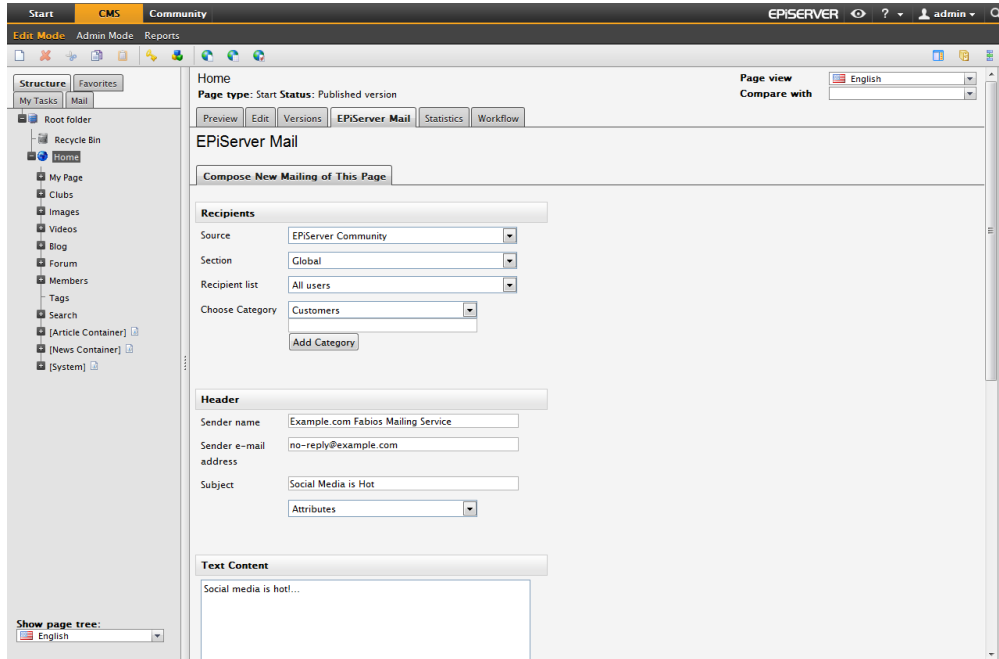 Start CMS Community EPiSERVER ? admin
Edit Mode Admin Mode Reports
Structure Favorites
My Tasks Mail
Root folder
Recycle Bin
Home
My Page
Clubs
Images
Videos
Blog
Forum
Members
Tags
Search
[Article Container]
[News Container]
[System]
Show page tree:
English
Home
Page type: Start Status: Published version
Page view English
Compare with
Preview Edit Versions EPiServer Mail Statistics Workflow
EPiServer Mail
Compose New Mailing of This Page
Recipients
Source EPiServer Community
Section Global
Recipient list All users
Choose Category Customers
Add Category
Header
Sender name Example.com Fabios Mailing Service
Sender e-mail no-reply@example.com
address
Subject Social Media is Hot
Attributes
Text Content
Social media is hot!...